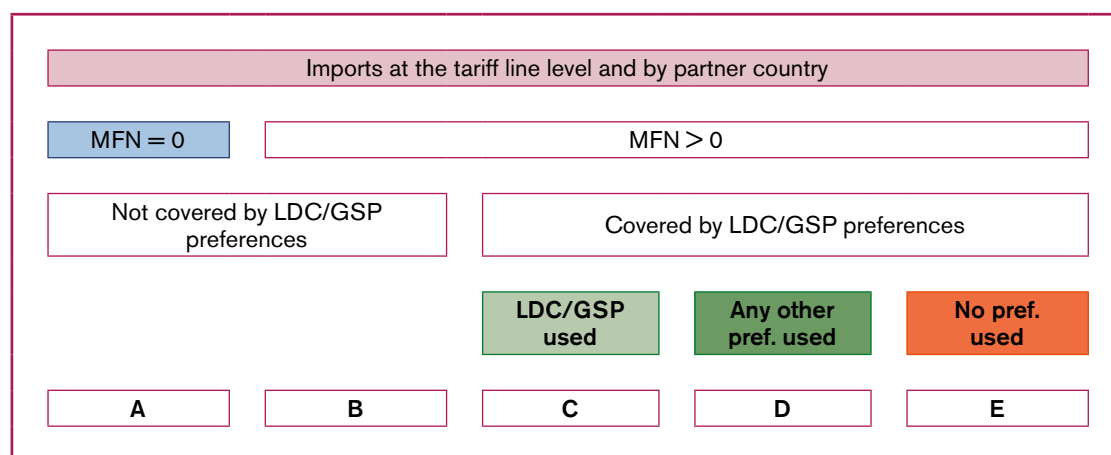 Imports at the tariff line level and by partner country
MFN = 0
MFN > 0
Not covered by LDC/GSP
preferences
Covered by LDC/GSP preferences
LDC/GSP
used
Any other
pref. used
No pref.
used
A
B
C
D
E